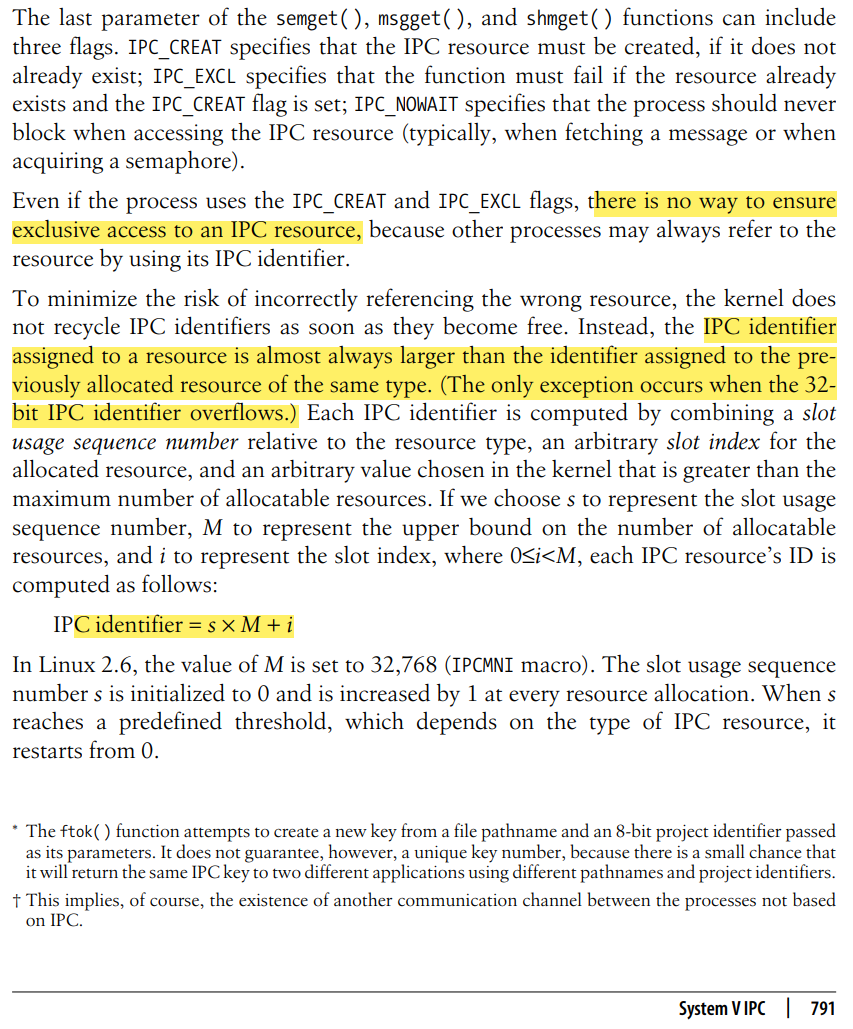 The last parameter of the semget(), msgget(), and shmget() functions can include
three flags. IPC_CREAT specifies that the IPC resource must be created, if it does not
already exist; IPC_EXCL specifies that the function must fail if the resource already
exists and the IPC_CREAT flag is set; IPC_NOWAIT specifies that the process should never
block when accessing the IPC resource (typically, when fetching a message or when
acquiring a semaphore).
Even if the process uses the IPC_CREAT and IPC_EXCL flags, there is no way to ensure
exclusive access to an IPC resource, because other processes may always refer to the
resource by using its IPC identifier.
To minimize the risk of incorrectly referencing the wrong resource, the kernel does
not recycle IPC identifiers as soon as they become free. Instead, the IPC identifier
assigned to a resource is almost always larger than the identifier assigned to the pre-
viously allocated resource of the same type. (The only exception occurs when the 32-
bit IPC identifier overflows.) Each IPC identifier is computed by combining a slot
usage sequence number relative to the resource type, an arbitrary slot index for the
allocated resource, and an arbitrary value chosen in the kernel that is greater than the
maximum number of allocatable resources. If we choose s to represent the slot usage
sequence number, M to represent the upper bound on the number of allocatable
resources, and i to represent the slot index, where 0≤i<M, each IPC resource’s ID is
computed as follows:
IPC identifier = s × M + i
In Linux 2.6, the value of M is set to 32,768 (IPCMNI macro). The slot usage sequence
number s is initialized to 0 and is increased by 1 at every resource allocation. When s
reaches a predefined threshold, which depends on the type of IPC resource, it
restarts from 0.
* The ftok() function attempts to create a new key from a file pathname and an 8-bit project identifier passed
as its parameters. It does not guarantee, however, a unique key number, because there is a small chance that
it will return the same IPC key to two different applications using different pathnames and project identifiers.
† This implies, of course, the existence of another communication channel between the processes not based
on IPC.
System V IPC | 791